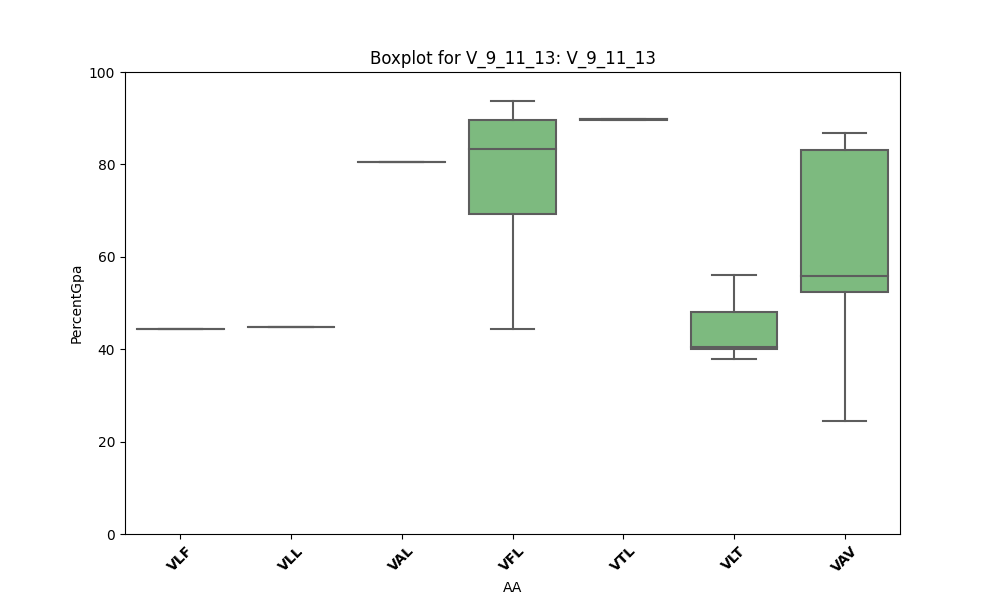 Boxplot for V_9_11_13: V_9_11_13
100
80
60
40
20
0
PercentGpa
VLF
VLL
VAL
VFL
VTL
VLT
VAV
AA